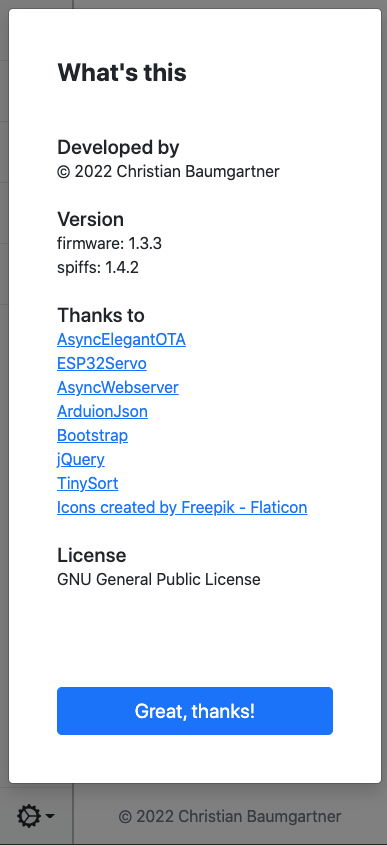 What's this
Developed by
© 2022 Christian Baumgartner
Version
firmware: 1.3.3
spiffs: 1.4.2
Thanks to
AsyncElegantOTA
ESP32Servo
AsyncWebserver
ArduionJson
Bootstrap
jQuery
TinySort
Icons created by Freepik - Flaticon
License
GNU General Public License
Great, thanks!
© 2022 Christian Baumgartner